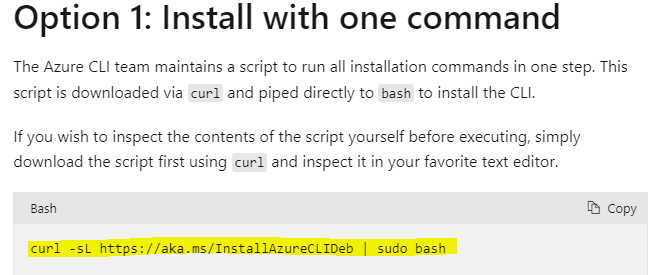 Option 1: Install with one command
The Azure CLI team maintains a script to run all installation commands in one step. This
script is downloaded via curl and piped directly to bash to install the CLI.
If you wish to inspect the contents of the script yourself before executing, simply
download the script first using curl and inspect it in your favorite text editor.
Bash Copy
curl -sL https://aka.ms/InstallAzureCLIDeb | sudo bash